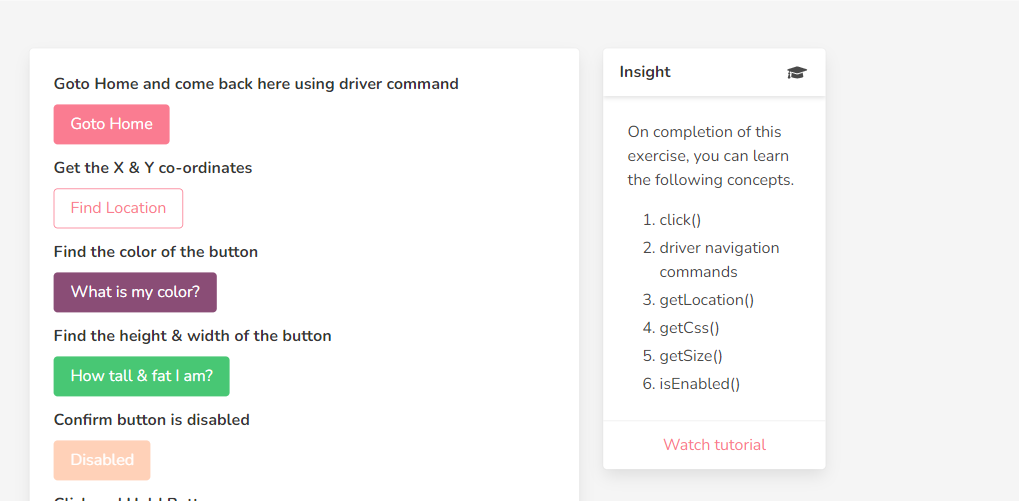 Goto Home and come back here using driver command
Goto Home
Get the X & Y co-ordinates
Find Location
Find the color of the button
What is my color?
Find the height & width of the button
How tall & fat I am?
Confirm button is disabled
Disabled
Insight
On completion of this
exercise, you can learn
the following concepts.
1. click()
2. driver navigation
commands
3. getLocation()
4. getCss()
5. getSize()
6. isEnabled()
Watch tutorial